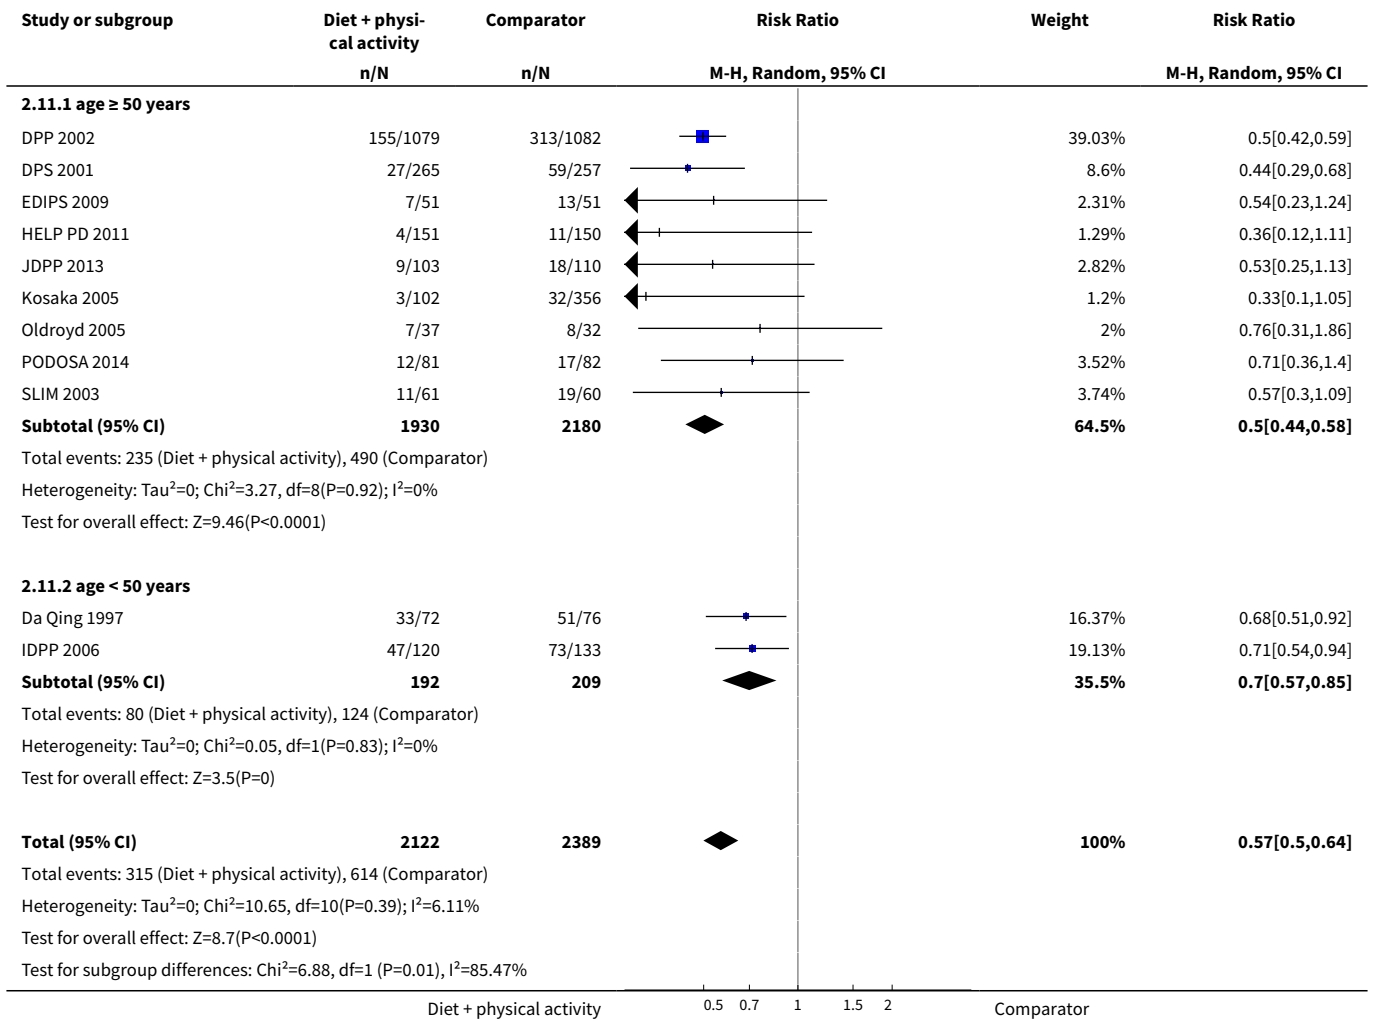 Study or subgroup Diet + physi- Comparator Risk Ratio Weight Risk Ratio
cal activity
n/N n/N M-H, Random, 95% CI M-H, Random, 95% CI
2.11.1 age ≥ 50 years
DPP 2002 155/1079 313/1082 39.03% 0.5[0.42,0.59]
DPS 2001 27/265 59/257 8.6% 0.44[0.29,0.68]
EDIPS 2009 7/51 13/51 2.31% 0.54[0.23,1.24]
HELP PD 2011 4/151 11/150 1.29% 0.36[0.12,1.11]
JDPP 2013 9/103 18/110 2.82% 0.53[0.25,1.13]
Kosaka 2005 3/102 32/356 1.2% 0.33[0.1,1.05]
Oldroyd 2005 7/37 8/32 2% 0.76[0.31,1.86]
PODOSA 2014 12/81 17/82 3.52% 0.71[0.36,1.4]
SLIM 2003 11/61 19/60 3.74% 0.57[0.3,1.09]
Subtotal (95% CI) 1930 2180 64.5% 0.5[0.44,0.58]
Total events: 235 (Diet + physical activity), 490 (Comparator)
Heterogeneity: Tau²=0; Chi²=3.27, df=8(P=0.92); I²=0%
Test for overall effect: Z=9.46(P<0.0001)
2.11.2 age < 50 years
Da Qing 1997 33/72 51/76 16.37% 0.68[0.51,0.92]
IDPP 2006 47/120 73/133 19.13% 0.71[0.54,0.94]
Subtotal (95% CI) 192 209 35.5% 0.7[0.57,0.85]
Total events: 80 (Diet + physical activity), 124 (Comparator)
Heterogeneity: Tau²=0; Chi²=0.05, df=1(P=0.83); I²=0%
Test for overall effect: Z=3.5(P=0)
Total (95% CI) 2122 2389 100% 0.57[0.5,0.64]
Total events: 315 (Diet + physical activity), 614 (Comparator)
Heterogeneity: Tau²=0; Chi²=10.65, df=10(P=0.39); I²=6.11%
Test for overall effect: Z=8.7(P<0.0001)
Test for subgroup differences: Chi²=6.88, df=1 (P=0.01), I²=85.47%
Diet + physical activity 0.5 0.7 1 1.5 2 Comparator